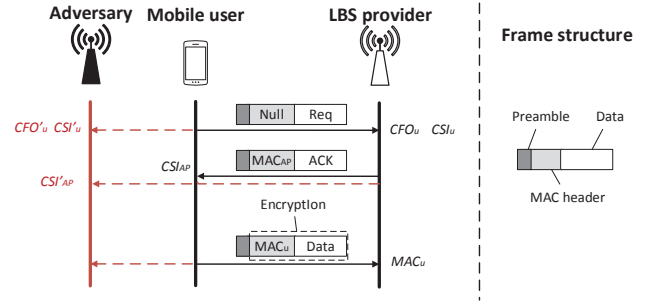 Adversary Mobile user LBS provider
Frame structure
Null Req
CFO'u CSI'u
CFOu CSIu
Preamble Data
MACAP ACK
CSIAP
CSI'AP
MAC header
Encryption
MACu Data
MACu